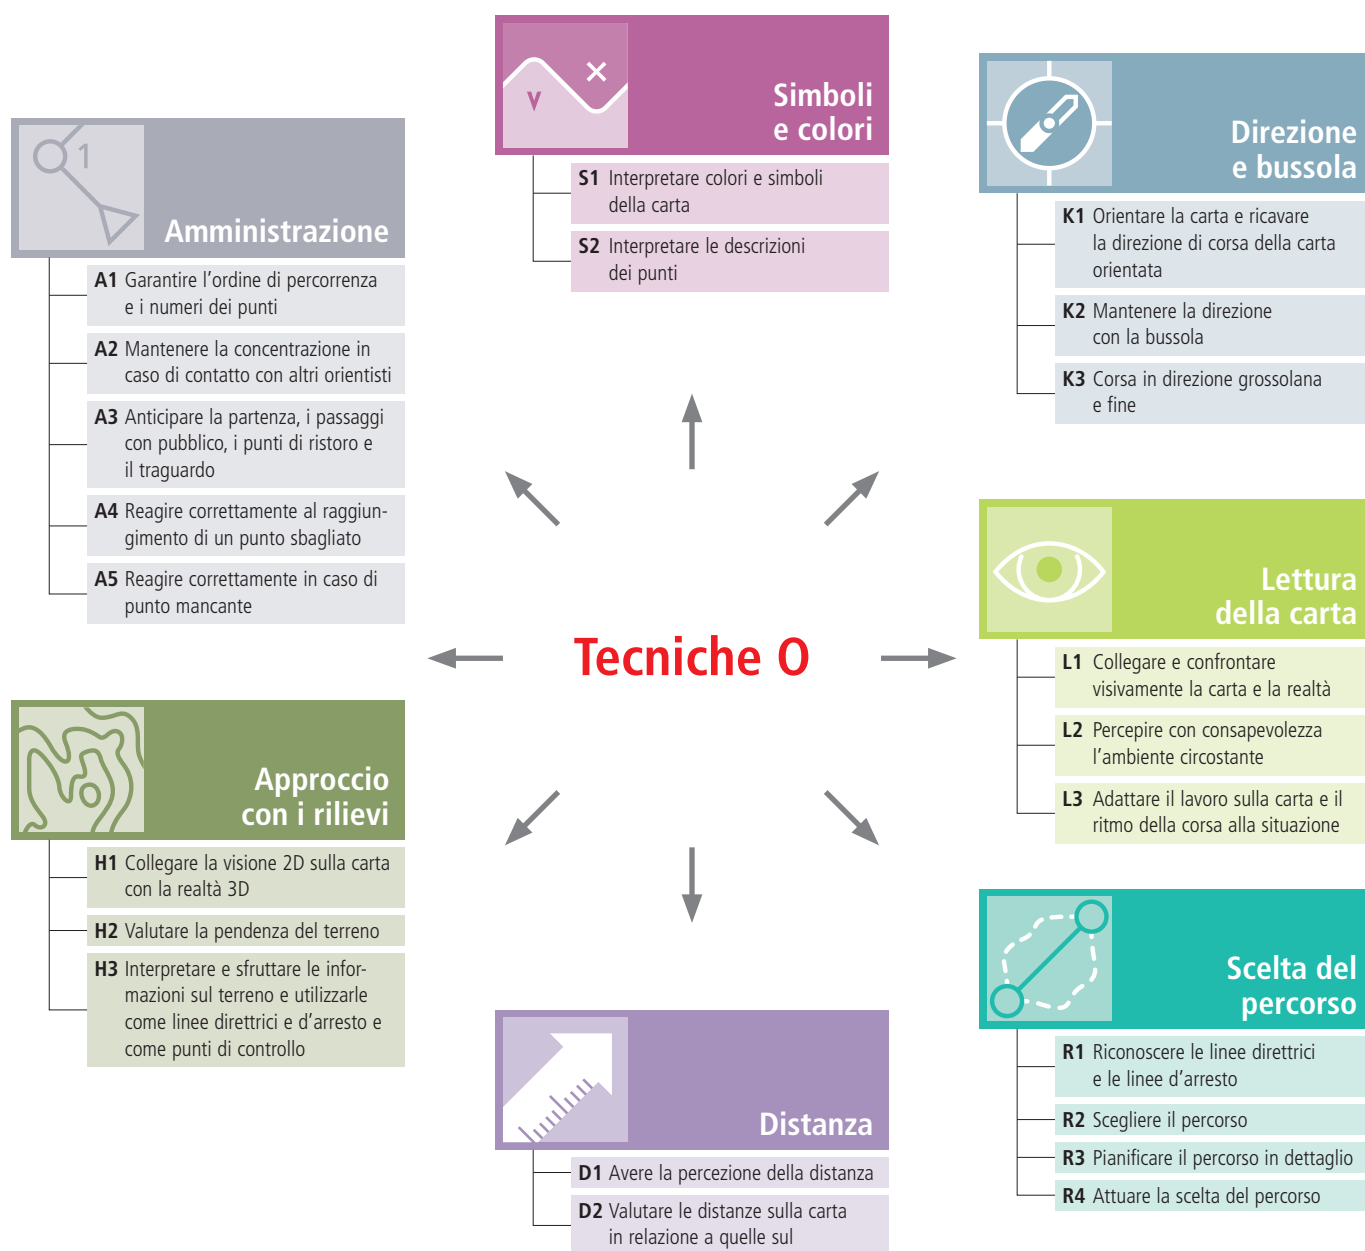 Simboli
e colori
S1 Interpretare colori e simboli
della carta
S2 Interpretare le descrizioni
dei punti
Direzione
e bussola
K1 Orientare la carta e ricavare
la direzione di corsa della carta
orientata
K2 Mantenere la direzione
con la bussola
K3 Corsa in direzione grossolana
e fine
1
Amministrazione
A1 Garantire l’ordine di percorrenza
e i numeri dei punti
A2 Mantenere la concentrazione in
caso di contatto con altri orientisti
A3 Anticipare la partenza, i passaggi
con pubblico, i punti di ristoro e
il traguardo
A4 Reagire correttamente al raggiun-
gimento di un punto sbagliato
A5 Reagire correttamente in caso di
punto mancante
Lettura
della carta
L1 Collegare e confrontare
visivamente la carta e la realtà
L2 Percepire con consapevolezza
l’ambiente circostante
L3 Adattare il lavoro sulla carta e il
ritmo della corsa alla situazione
Tecniche O
Approccio
con i rilievi
H1 Collegare la visione 2D sulla carta
con la realtà 3D
H2 Valutare la pendenza del terreno
H3 Interpretare e sfruttare le infor-
mazioni sul terreno e utilizzarle
come linee direttrici e d’arresto e
come punti di controllo
Scelta del
percorso
R1 Riconoscere le linee direttrici
e le linee d’arresto
R2 Scegliere il percorso
R3 Pianificare il percorso in dettaglio
R4 Attuare la scelta del percorso
Distanza
D1 Avere la percezione della distanza
D2 Valutare le distanze sulla carta
in relazione a quelle sul